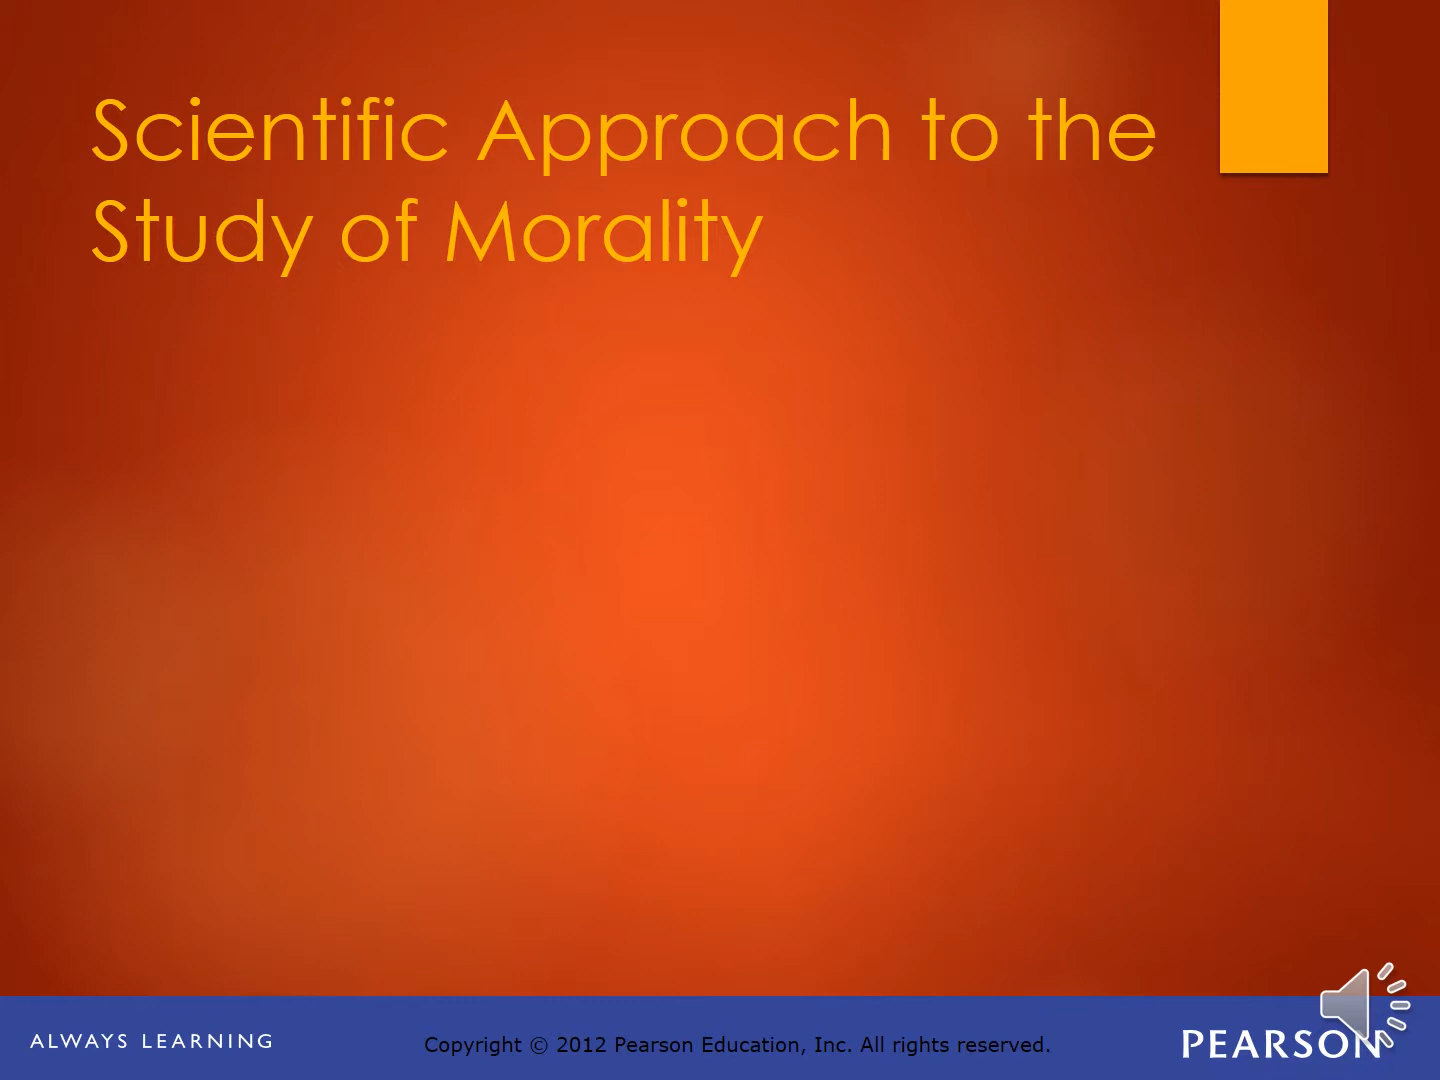 Scientific Approach to the
Study of Morality
ALWAYS LEARNING
Copyright © 2012 Pearson Education, Inc. All rights reserved.
PEARSON